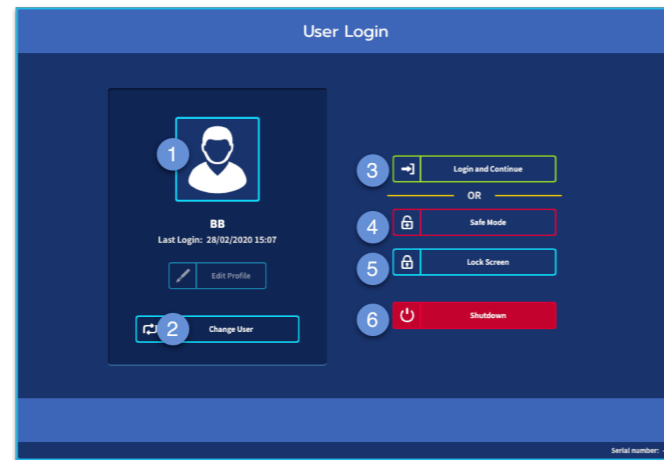 User Login
1
BB
Last Login: 28/02/2020 15:07
Edit Profile
2 Change User
3 Login and Continue
OR
4 Safe Mode
5 Lock Screen
6 Shutdown
Serial number: